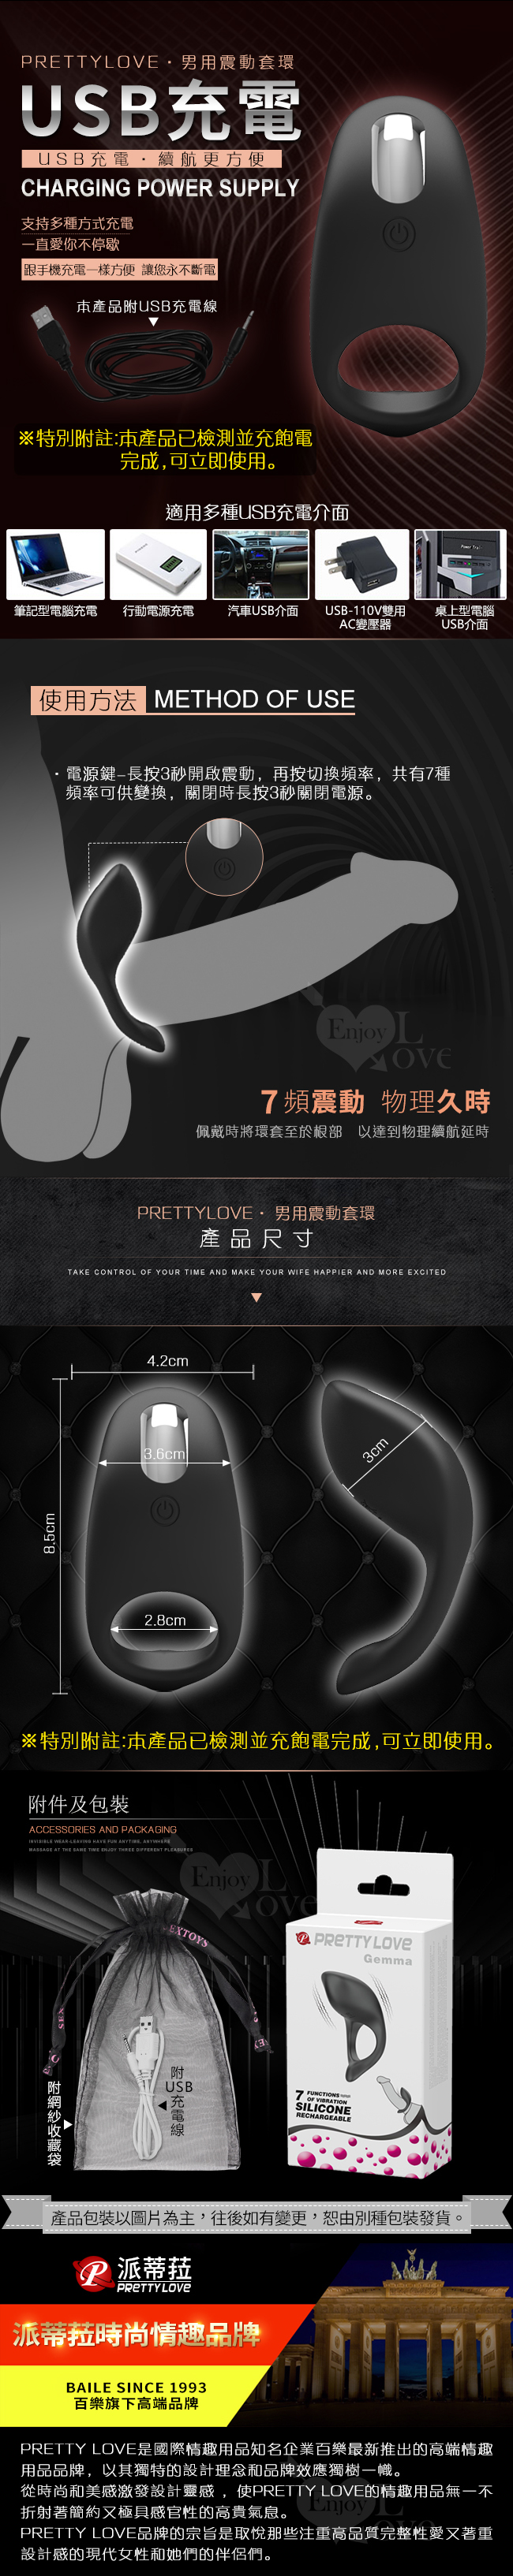 PRETTYLOVE·男用震動套環
USB充電
USB充電·續航更方便
CHARGING POWER SUPPLY
支持多種方式充電
一直愛你不停歇
跟手機充電一樣方便 讓您永不斷電
本產品附USB充電線
※特別附註:本產品已檢測並充飽電
完成,可立即使用。
適用多種USB充電介面
筆記型電腦充電
行動電源充電
汽車USB介面
USB-110V雙用
AC變壓器
桌上型電腦
USB介面
使用方法 METHOD OF USE
·電源鍵–長按3秒開啟震動，再按切換頻率，共有7種
頻率可供變換，關閉時長按3秒關閉電源。
Enjoy Love
7頻震動 物理久時
佩戴時將環套至於根部 以達到物理續航延時
PRETTYLOVE·男用震動套環
產品尺寸
TAKE CONTROL OF YOUR TIME AND MAKE YOUR WIFE HAPPIER AND MORE EXCITED
4.2cm
3.6cm
3cm
8.5cm
2.8cm
※特別附註:本產品已檢測並充飽電完成,可立即使用。
附件及包裝
ACCESSORIES AND PACKAGING
INVISIBLE WEAR-LEAVING HAVE FUN ANYTIME, ANYWHERE
MASSAGE AT THE SAME TIME ENJOY THREE DIFFERENT PLEASURES
Enjoy Love
PRETTY LOVE
Gemma
7 FUNCTIONS
OF VIBRATION
SILICONE
RECHARGEABLE
附USB充電線
附網紗收藏袋
產品包裝以圖片為主，往後如有變更，恕由別種包裝發貨。
派蒂菈
PRETTYLOVE
派蒂菈時尚情趣品牌
BAILE SINCE 1993
百樂旗下高端品牌
PRETTY LOVE是國際情趣用品知名企業百樂最新推出的高端情趣
用品品牌，以其獨特的設計理念和品牌效應獨樹一幟。
從時尚和美感激發設計靈感，使PRETTY LOVE的情趣用品無一不
折射著簡約又極具感官性的高貴氣息。
PRETTY LOVE品牌的宗旨是取悅那些注重高品質完整性愛又著重
設計感的現代女性和她們的伴侶們。